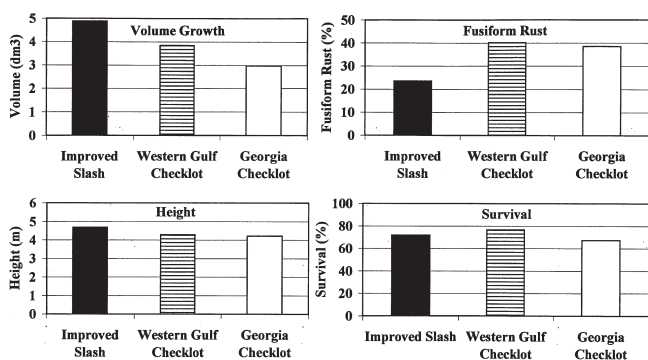 Volume Growth
Volume (dm3)
5
4
3
2
1
0
Improved Slash
Western Gulf Checklot
Georgia Checklot
Fusiform Rust
Fusiform Rust (%)
50
40
30
20
10
0
Improved Slash
Western Gulf Checklot
Georgia Checklot
Height
Height (m)
6
5
4
3
2
1
0
Improved Slash
Western Gulf Checklot
Georgia Checklot
Survival
Survival (%)
100
80
60
40
20
0
Improved Slash
Western Gulf Checklot
Georgia Checklot